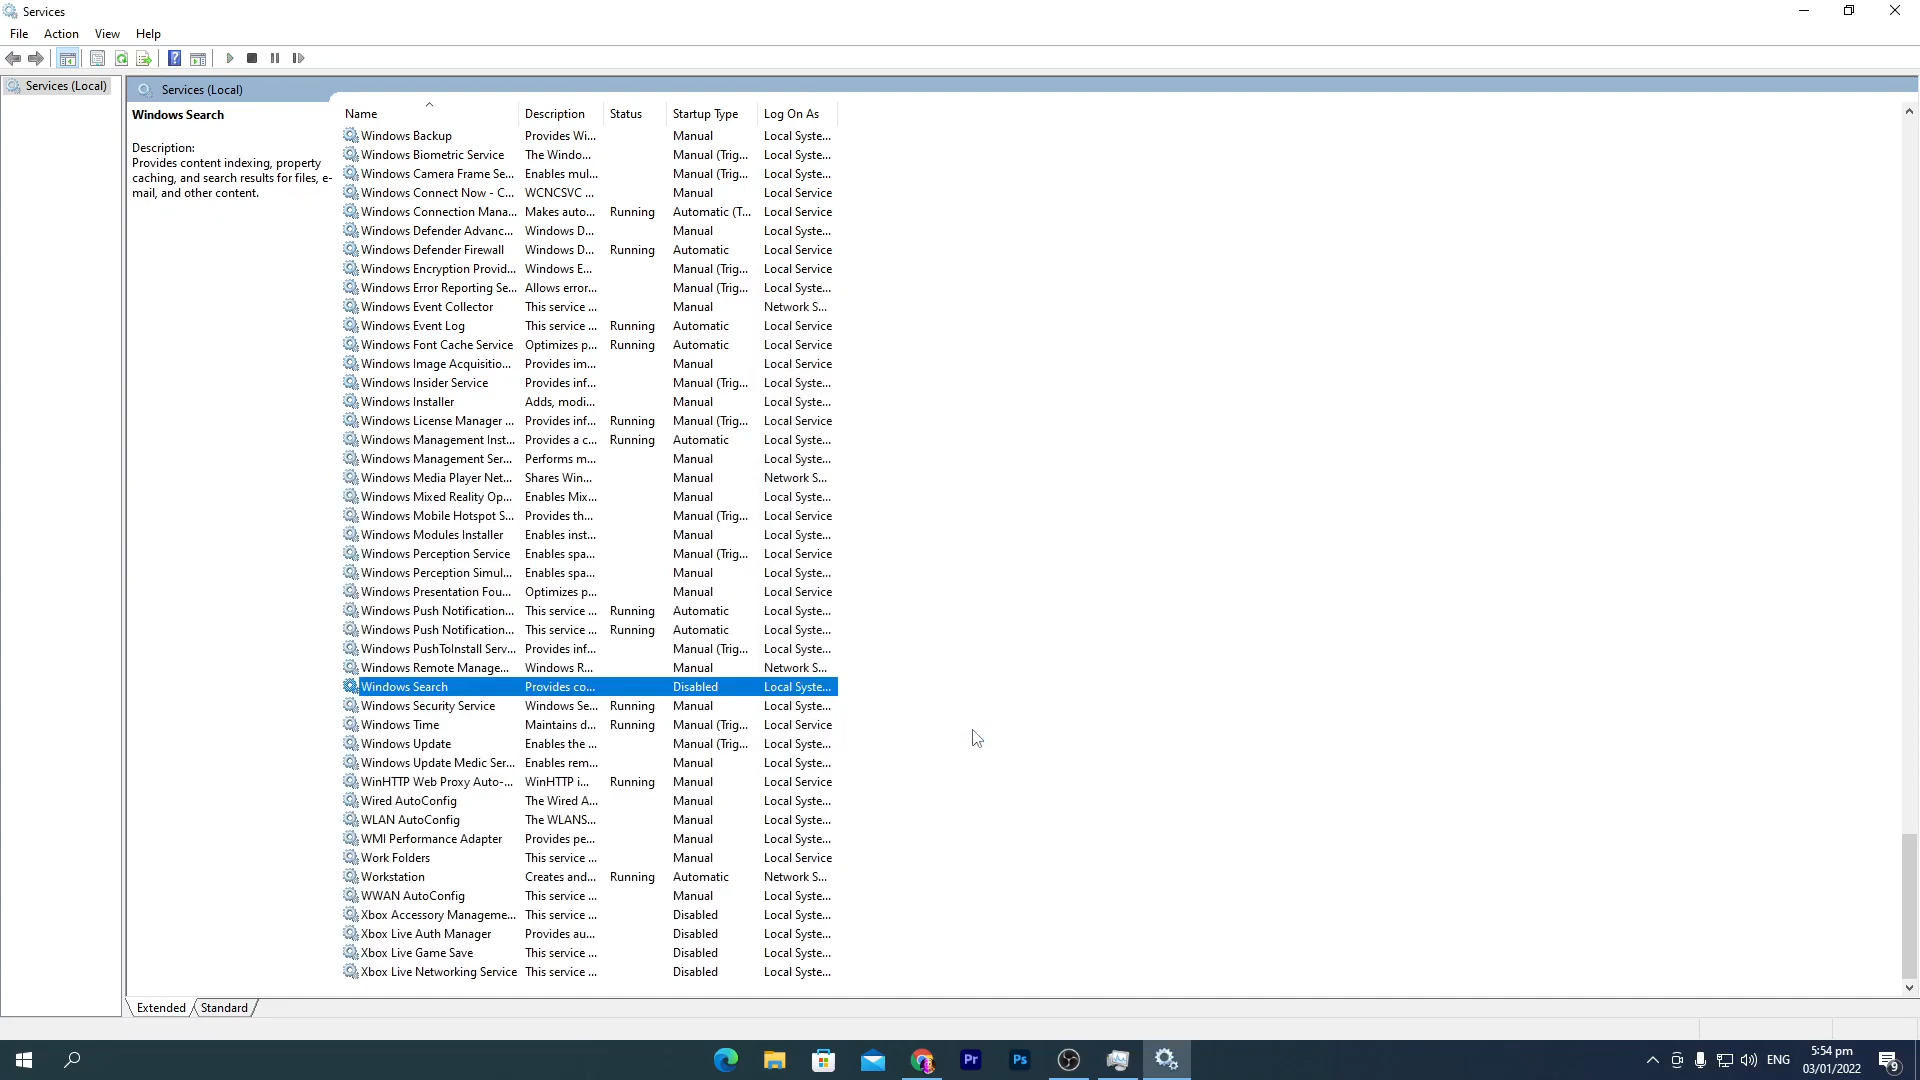 Services
File Action View Help
Services (Local)
Services (Local)
Windows Search
Description:
Provides content indexing, property
caching, and search results for files, e-
mail, and other content.
Name Description Status Startup Type Log On As
Windows Backup Provides Wi... Manual Local Syste...
Windows Biometric Service The Windo... Manual (Trig... Local Syste...
Windows Camera Frame Se... Enables mul... Manual (Trig... Local Syste...
Windows Connect Now - C... WCNCSVC ... Manual Local Service
Windows Connection Mana... Makes auto... Running Automatic (T... Local Service
Windows Defender Advanc... Windows D... Manual Local Syste...
Windows Defender Firewall Windows D... Running Automatic Local Service
Windows Encryption Provid... Windows E... Manual (Trig... Local Service
Windows Error Reporting Se... Allows error... Manual (Trig... Local Syste...
Windows Event Collector This service ... Manual Network S...
Windows Event Log This service ... Running Automatic Local Service
Windows Font Cache Service Optimizes p... Running Automatic Local Service
Windows Image Acquisitio... Provides im... Manual Local Service
Windows Insider Service Provides inf... Manual (Trig... Local Syste...
Windows Installer Adds, modi... Manual Local Syste...
Windows License Manager ... Provides inf... Running Manual (Trig... Local Service
Windows Management Inst... Provides a c... Running Automatic Local Syste...
Windows Management Ser... Performs m... Manual Local Syste...
Windows Media Player Net... Shares Win... Manual Network S...
Windows Mixed Reality Op... Enables Mix... Manual Local Syste...
Windows Mobile Hotspot S... Provides th... Manual (Trig... Local Service
Windows Modules Installer Enables inst... Manual Local Syste...
Windows Perception Service Enables spa... Manual (Trig... Local Service
Windows Perception Simul... Enables spa... Manual Local Syste...
Windows Presentation Fou... Optimizes p... Manual Local Service
Windows Push Notification... This service ... Running Automatic Local Syste...
Windows Push Notification... This service ... Running Automatic Local Syste...
Windows PushToInstall Serv... Provides inf... Manual (Trig... Local Syste...
Windows Remote Manage... Windows R... Manual Network S...
Windows Search Provides co... Disabled Local Syste...
Windows Security Service Windows Se... Running Manual Local Syste...
Windows Time Maintains d... Running Manual (Trig... Local Service
Windows Update Enables the ... Manual (Trig... Local Syste...
Windows Update Medic Ser... Enables rem... Manual Local Syste...
WinHTTP Web Proxy Auto-... WinHTTP i... Running Manual Local Service
Wired AutoConfig The Wired A... Manual Local Syste...
WLAN AutoConfig The WLANS... Manual Local Syste...
WMI Performance Adapter Provides pe... Manual Local Syste...
Work Folders This service ... Manual Local Service
Workstation Creates and... Running Automatic Network S...
WWAN AutoConfig This service ... Manual Local Syste...
Xbox Accessory Manageme... This service ... Disabled Local Syste...
Xbox Live Auth Manager Provides au... Disabled Local Syste...
Xbox Live Game Save This service ... Disabled Local Syste...
Xbox Live Networking Service This service ... Disabled Local Syste...
Extended Standard
Pr Ps ENG 5:54 pm
03/01/2022 9